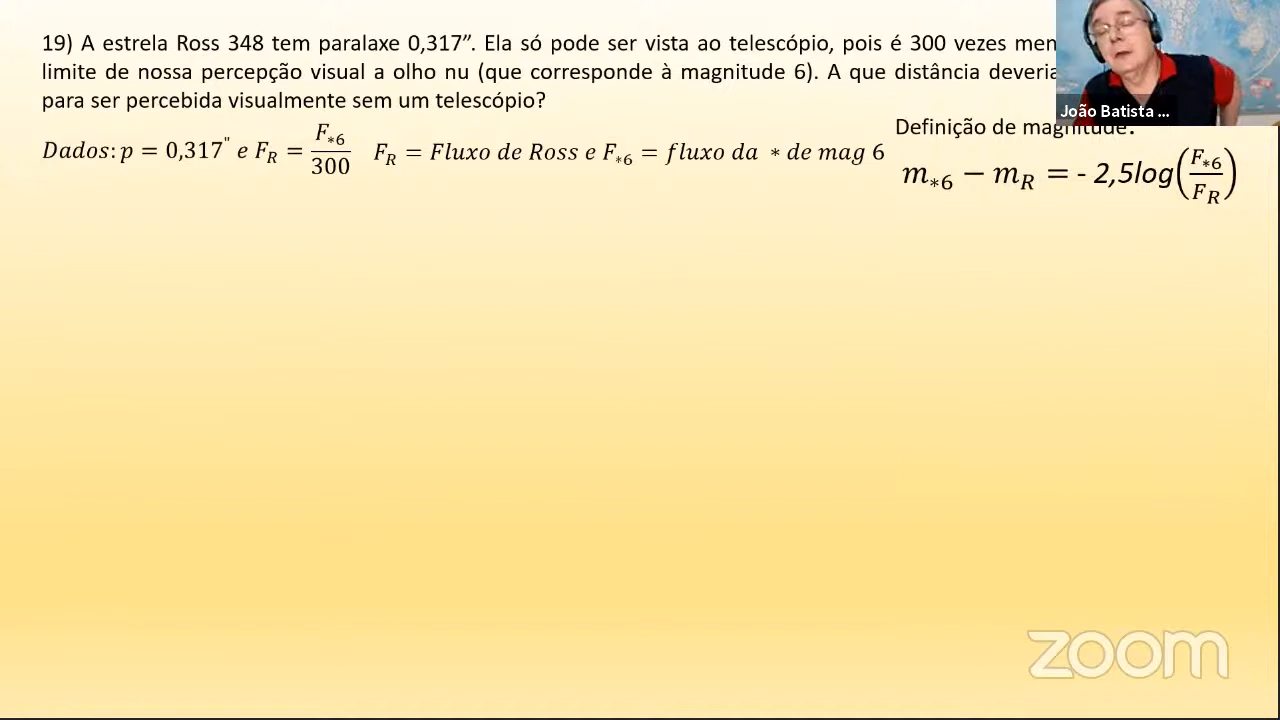 19) A estrela Ross 348 tem paralaxe 0,317”. Ela só pode ser vista ao telescópio, pois é 300 vezes
limite de nossa percepção visual a olho nu (que corresponde à magnitude 6). A que distância
para ser percebida visualmente sem um telescópio?
João Batista ...
Definição de magnitude:
Dados: p = 0,317" e F_R = F_{*6}/300 F_R = Fluxo de Ross e F_{*6} = fluxo da * de mag 6
m_{*6} − m_R = - 2,5log(F_{*6}/F_R)
zoom